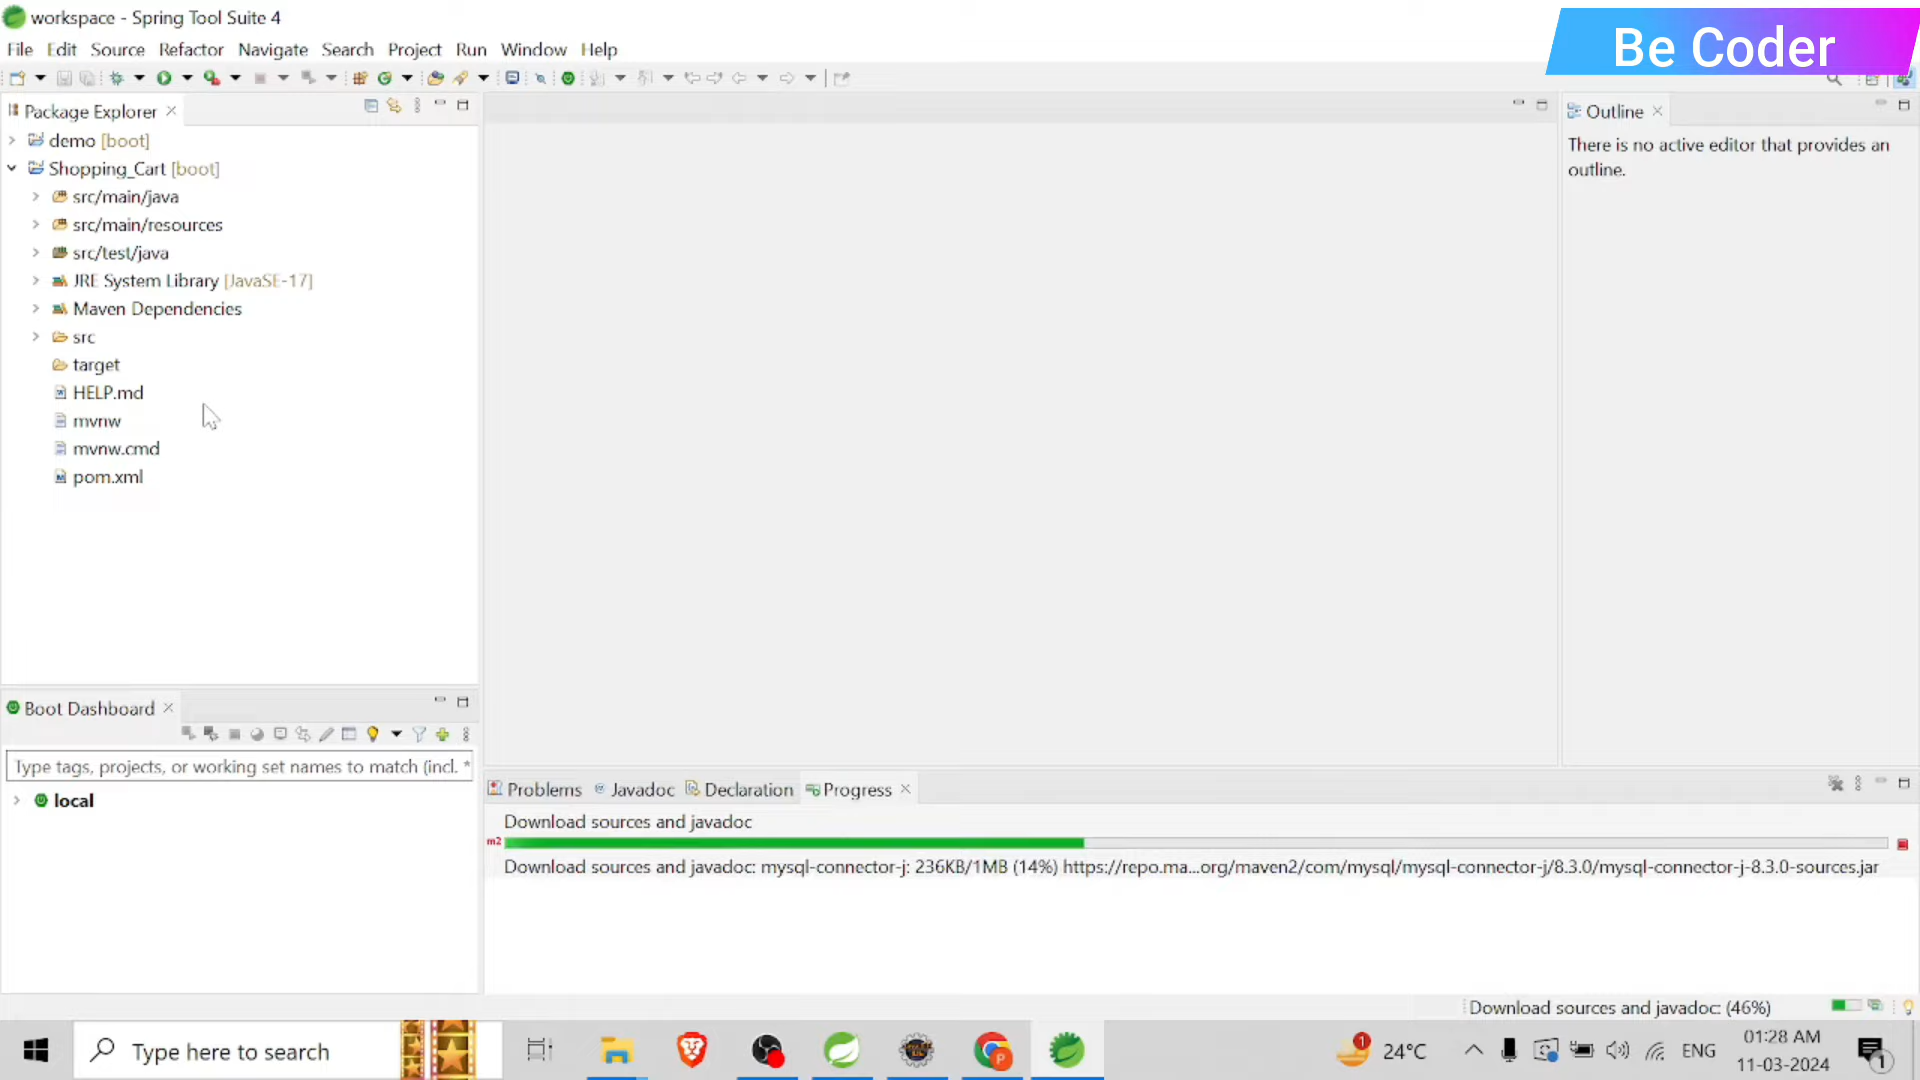 workspace - Spring Tool Suite 4
Be Coder
File Edit Source Refactor Navigate Search Project Run Window Help
Package Explorer
demo [boot]
Shopping_Cart [boot]
src/main/java
src/main/resources
src/test/java
JRE System Library [JavaSE-17]
Maven Dependencies
src
target
HELP.md
mvnw
mvnw.cmd
pom.xml
Outline
There is no active editor that provides an
outline.
Boot Dashboard
Type tags, projects, or working set names to match (incl. *
local
Problems Javadoc Declaration Progress
Download sources and javadoc
m2
Download sources and javadoc: mysql-connector-j: 236KB/1MB (14%) https://repo.ma...org/maven2/com/mysql/mysql-connector-j/8.3.0/mysql-connector-j-8.3.0-sources.jar
Download sources and javadoc: (46%)
Type here to search
P
1
24°C
ENG
01:28 AM
11-03-2024
1